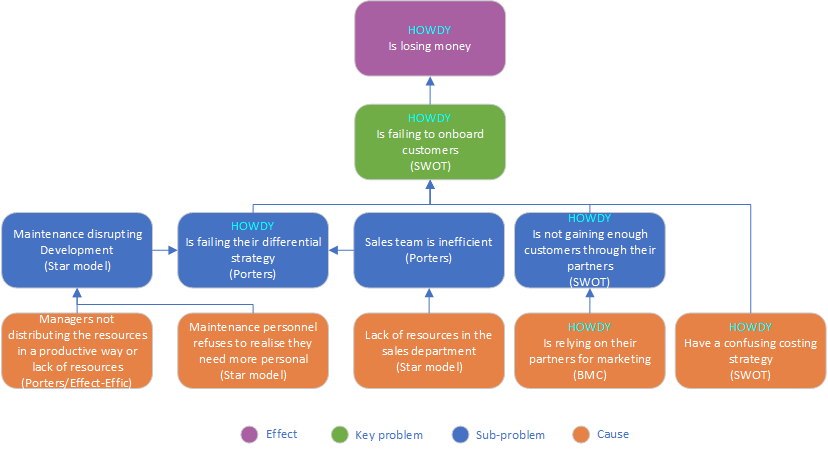 HOWDY
Is losing money
HOWDY
Is failing to onboard
customers
(SWOT)
Maintenance disrupting
Development
(Star model)
HOWDY
Is failing their differential
strategy
(Porters)
Sales team is inefficient
(Porters)
HOWDY
Is not gaining enough
customers through their
partners
(SWOT)
Managers not
distributing the resources
in a productive way or
lack of resources
(Porters/Effect-Effic)
Maintenance personnel
refuses to realise they
need more personal
(Star model)
Lack of resources in the
sales department
(Star model)
HOWDY
Is relying on their
partners for marketing
(BMC)
HOWDY
Have a confusing costing
strategy
(SWOT)
Effect
Key problem
Sub-problem
Cause